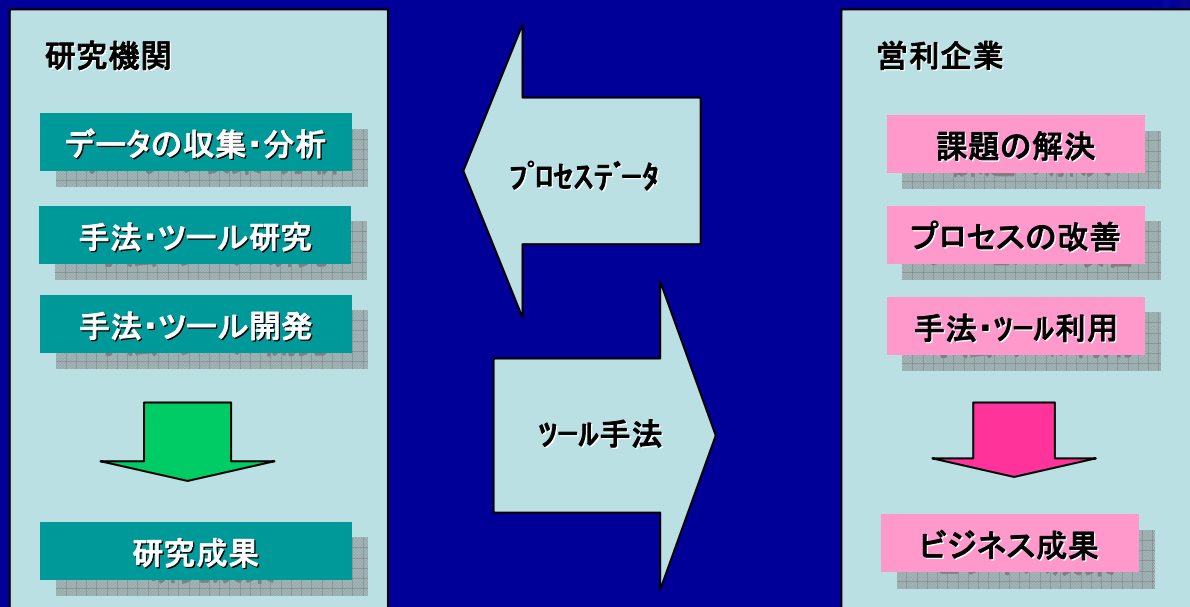 研究機関
データの収集・分析
手法・ツール研究
手法・ツール開発
研究成果
プロセスデータ
ツール手法
営利企業
課題の解決
プロセスの改善
手法・ツール利用
ビジネス成果